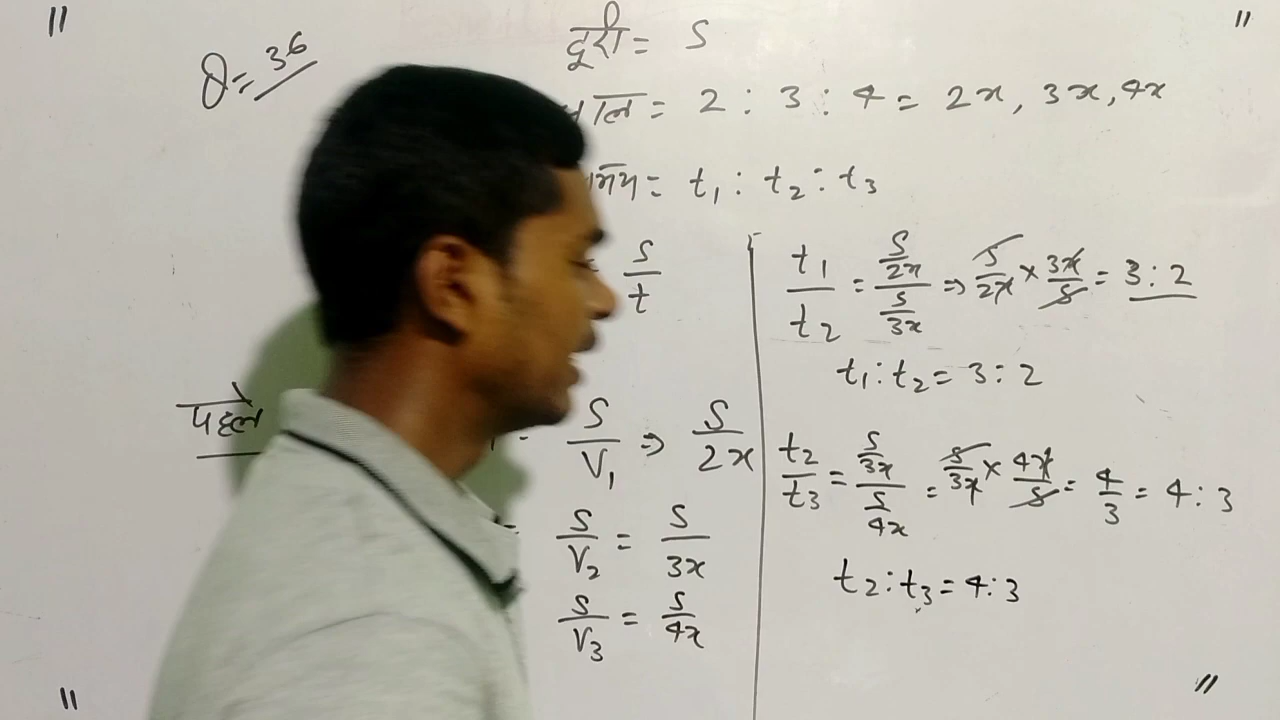 "
"
Q = 36
दुरी = S
चाल = 2 : 3 : 4 = 2x, 3x, 4x
समय = t₁ : t₂ : t₃
S/t
पहल
S/V₁ ⇒ S/2x
= S/V₂ = S/3x
S/V₃ = S/4x
t₁/t₂ = (S/2x)/(S/3x) ⇒ S/2x × 3x/S = 3 : 2
t₁ : t₂ = 3 : 2
t₂/t₃ = (S/3x)/(S/4x) = S/3x × 4x/S = 4/3 = 4 : 3
t₂ : t₃ = 4 : 3
"
"